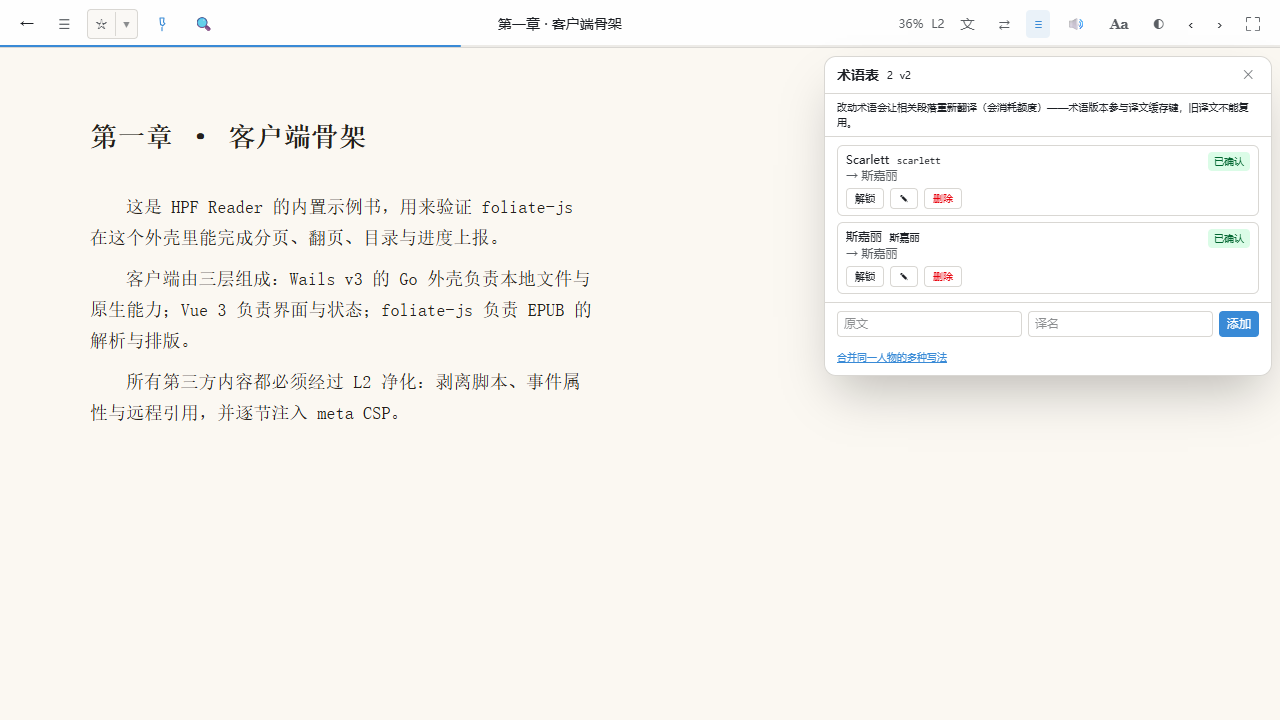 第一章 · 客户端骨架
36% L2 文 Aa
术语表 2 v2
改动术语会让相关段落重新翻译（会消耗额度）——术语版本参与译文缓存键，旧译文不能复
用。
Scarlett scarlett 已确认
→ 斯嘉丽
解锁 删除
斯嘉丽 斯嘉丽 已确认
→ 斯嘉丽
解锁 删除
原文 译名 添加
合并同一人物的多种写法
第一章 · 客户端骨架
这是 HPF Reader 的内置示例书，用来验证 foliate-js
在这个外壳里能完成分页、翻页、目录与进度上报。
客户端由三层组成：Wails v3 的 Go 外壳负责本地文件与
原生能力；Vue 3 负责界面与状态；foliate-js 负责 EPUB 的
解析与排版。
所有第三方内容都必须经过 L2 净化：剥离脚本、事件属
性与远程引用，并逐节注入 meta CSP。